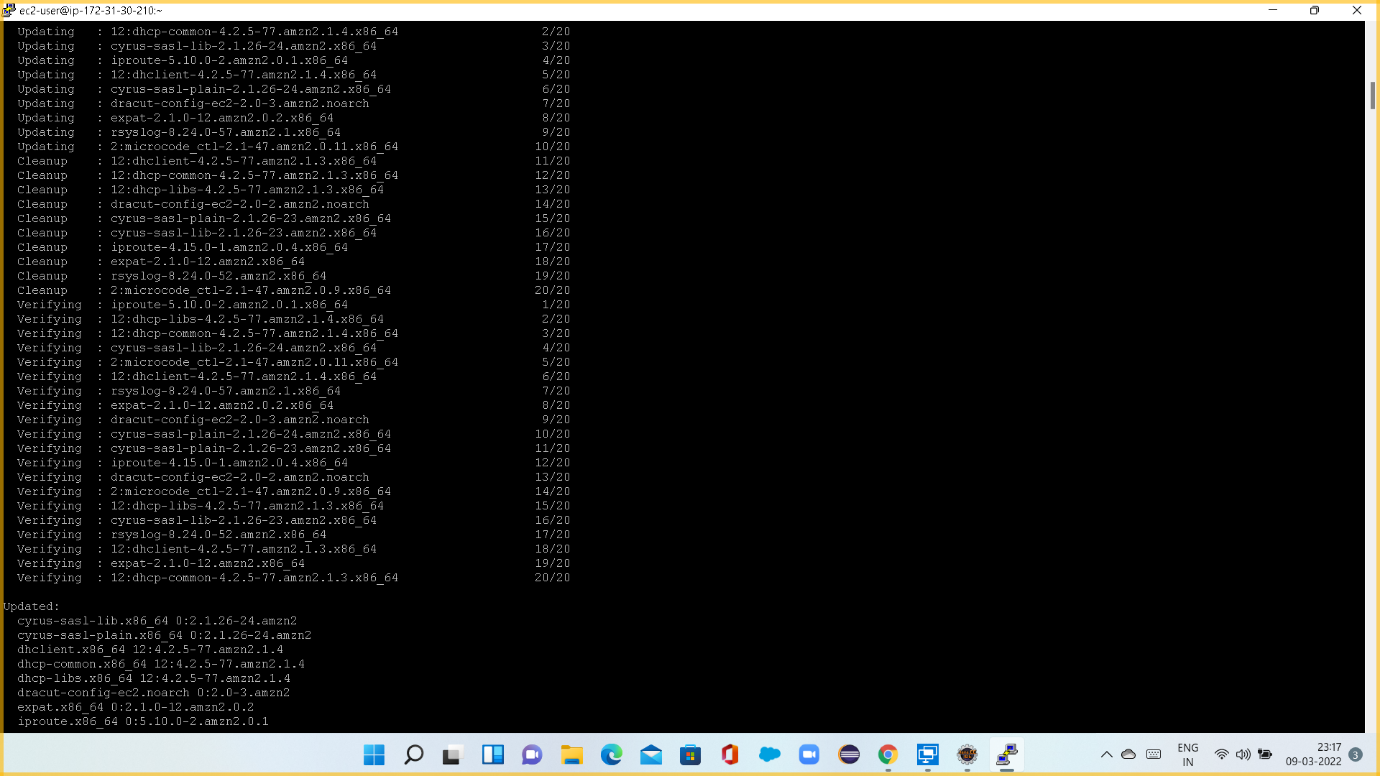 ec2-user@ip-172-31-30-210:~
Updating : 12:dhcp-common-4.2.5-77.amzn2.1.4.x86_64 2/20
Updating : cyrus-sasl-lib-2.1.26-24.amzn2.x86_64 3/20
Updating : iproute-5.10.0-2.amzn2.0.1.x86_64 4/20
Updating : 12:dhclient-4.2.5-77.amzn2.1.4.x86_64 5/20
Updating : cyrus-sasl-plain-2.1.26-24.amzn2.x86_64 6/20
Updating : dracut-config-ec2-2.0-3.amzn2.noarch 7/20
Updating : expat-2.1.0-12.amzn2.0.2.x86_64 8/20
Updating : rsyslog-8.24.0-57.amzn2.1.x86_64 9/20
Updating : 2:microcode_ctl-2.1-47.amzn2.0.11.x86_64 10/20
Cleanup : 12:dhclient-4.2.5-77.amzn2.1.3.x86_64 11/20
Cleanup : 12:dhcp-common-4.2.5-77.amzn2.1.3.x86_64 12/20
Cleanup : 12:dhcp-libs-4.2.5-77.amzn2.1.3.x86_64 13/20
Cleanup : dracut-config-ec2-2.0-2.amzn2.noarch 14/20
Cleanup : cyrus-sasl-plain-2.1.26-23.amzn2.x86_64 15/20
Cleanup : cyrus-sasl-lib-2.1.26-23.amzn2.x86_64 16/20
Cleanup : iproute-4.15.0-1.amzn2.0.4.x86_64 17/20
Cleanup : expat-2.1.0-12.amzn2.x86_64 18/20
Cleanup : rsyslog-8.24.0-52.amzn2.x86_64 19/20
Cleanup : 2:microcode_ctl-2.1-47.amzn2.0.9.x86_64 20/20
Verifying : iproute-5.10.0-2.amzn2.0.1.x86_64 1/20
Verifying : 12:dhcp-libs-4.2.5-77.amzn2.1.4.x86_64 2/20
Verifying : 12:dhcp-common-4.2.5-77.amzn2.1.4.x86_64 3/20
Verifying : cyrus-sasl-lib-2.1.26-24.amzn2.x86_64 4/20
Verifying : 2:microcode_ctl-2.1-47.amzn2.0.11.x86_64 5/20
Verifying : 12:dhclient-4.2.5-77.amzn2.1.4.x86_64 6/20
Verifying : rsyslog-8.24.0-57.amzn2.1.x86_64 7/20
Verifying : expat-2.1.0-12.amzn2.0.2.x86_64 8/20
Verifying : dracut-config-ec2-2.0-3.amzn2.noarch 9/20
Verifying : cyrus-sasl-plain-2.1.26-24.amzn2.x86_64 10/20
Verifying : cyrus-sasl-plain-2.1.26-23.amzn2.x86_64 11/20
Verifying : iproute-4.15.0-1.amzn2.0.4.x86_64 12/20
Verifying : dracut-config-ec2-2.0-2.amzn2.noarch 13/20
Verifying : 2:microcode_ctl-2.1-47.amzn2.0.9.x86_64 14/20
Verifying : 12:dhcp-libs-4.2.5-77.amzn2.1.3.x86_64 15/20
Verifying : cyrus-sasl-lib-2.1.26-23.amzn2.x86_64 16/20
Verifying : rsyslog-8.24.0-52.amzn2.x86_64 17/20
Verifying : 12:dhclient-4.2.5-77.amzn2.1.3.x86_64 18/20
Verifying : expat-2.1.0-12.amzn2.x86_64 19/20
Verifying : 12:dhcp-common-4.2.5-77.amzn2.1.3.x86_64 20/20
Updated:
cyrus-sasl-lib.x86_64 0:2.1.26-24.amzn2
cyrus-sasl-plain.x86_64 0:2.1.26-24.amzn2
dhclient.x86_64 12:4.2.5-77.amzn2.1.4
dhcp-common.x86_64 12:4.2.5-77.amzn2.1.4
dhcp-libs.x86_64 12:4.2.5-77.amzn2.1.4
dracut-config-ec2.noarch 0:2.0-3.amzn2
expat.x86_64 0:2.1.0-12.amzn2.0.2
iproute.x86_64 0:5.10.0-2.amzn2.0.1
ENG
IN
23:17
09-03-2022
3